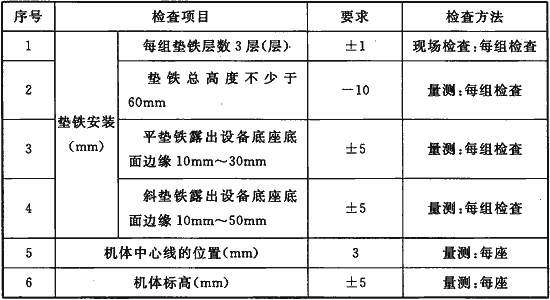 序号 检查项目 要求 检查方法
1 垫铁安装(mm) 每组垫铁层数3层(层) ±1 现场检查:每组检查
2 垫铁总高度不少于
60mm −10 量测:每组检查
3 平垫铁露出设备底座底
面边缘10mm～30mm ±5 量测:每组检查
4 斜垫铁露出设备底座底
面边缘10mm～50mm ±5 量测:每组检查
5 机体中心线的位置(mm) 3 量测:每座
6 机体标高(mm) ±5 量测:每座